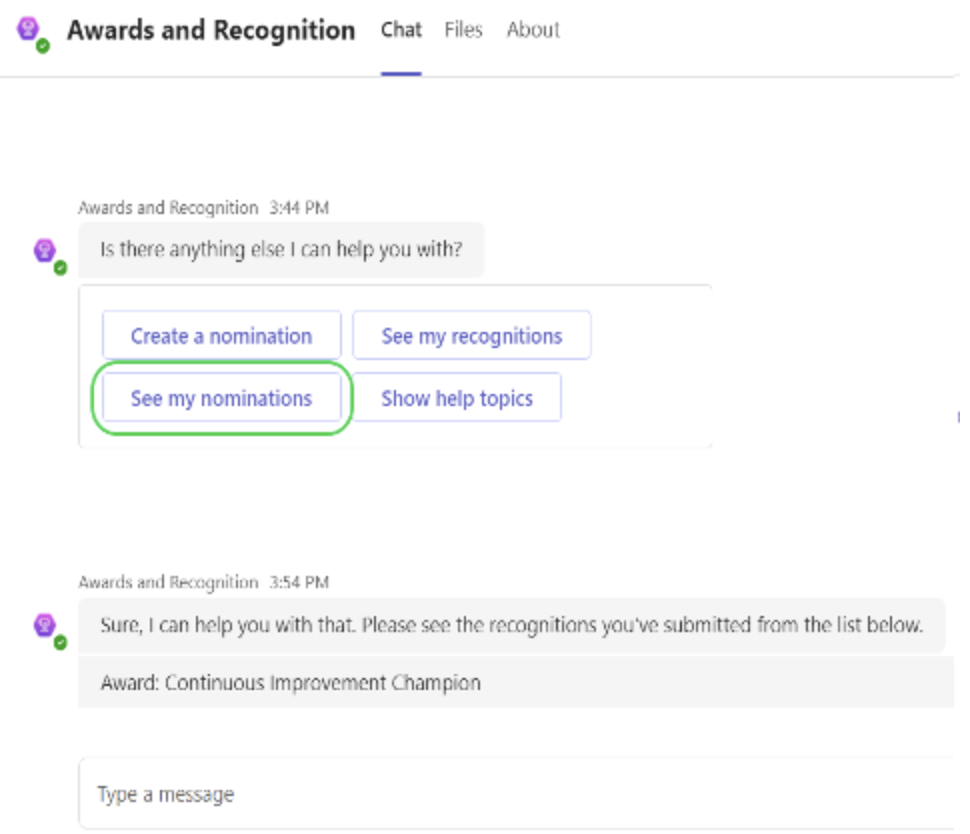 Awards and Recognition Chat Files About
Awards and Recognition 3:44 PM
Is there anything else I can help you with?
Create a nomination See my recognitions
See my nominations Show help topics
Awards and Recognition 3:54 PM
Sure, I can help you with that. Please see the recognitions you've submitted from the list below.
Award: Continuous Improvement Champion
Type a message